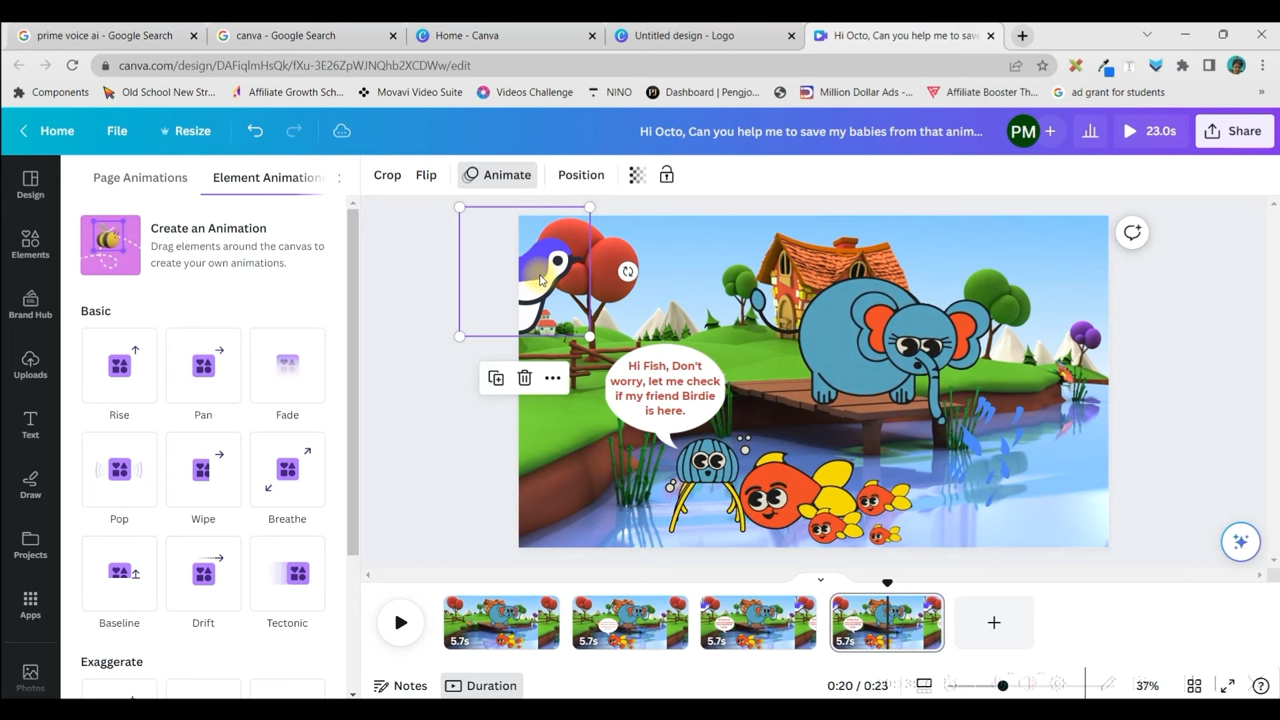 prime voice ai - Google Search
canva - Google Search
Home - Canva
Untitled design - Logo
Hi Octo, Can you help me to sav
canva.com/design/DAFiqlmHsQk/fXu-3E26ZpWJNQhb2XCDWw/edit
Components
Old School New Str...
Affiliate Growth Sch...
Movavi Video Suite
Videos Challenge
NINO
Dashboard | Pengjo...
Million Dollar Ads -...
Affiliate Booster Th...
ad grant for students
Home
File
Resize
Hi Octo, Can you help me to save my babies from that anim...
PM
23.0s
Share
Design
Elements
Brand Hub
Uploads
Text
Draw
Projects
Apps
Photos
Page Animations
Element Animation
Create an Animation
Drag elements around the canvas to
create your own animations.
Basic
Rise
Pan
Fade
Pop
Wipe
Breathe
Baseline
Drift
Tectonic
Exaggerate
Crop
Flip
Animate
Position
Hi Fish, Don't
worry, let me check
if my friend Birdie
is here.
5.7s
5.7s
5.7s
5.7s
Notes
Duration
0:20 / 0:23
37%